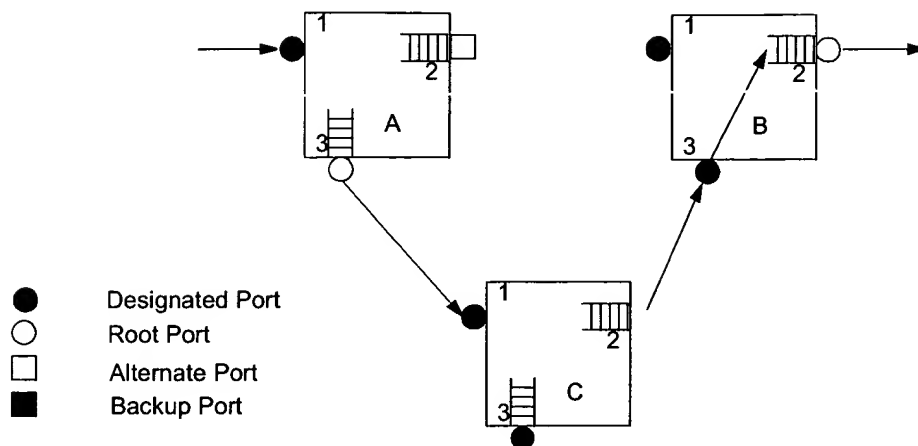 1
2
3
A
1
2
3
B
1
2
3
C
Designated Port
Root Port
Alternate Port
Backup Port